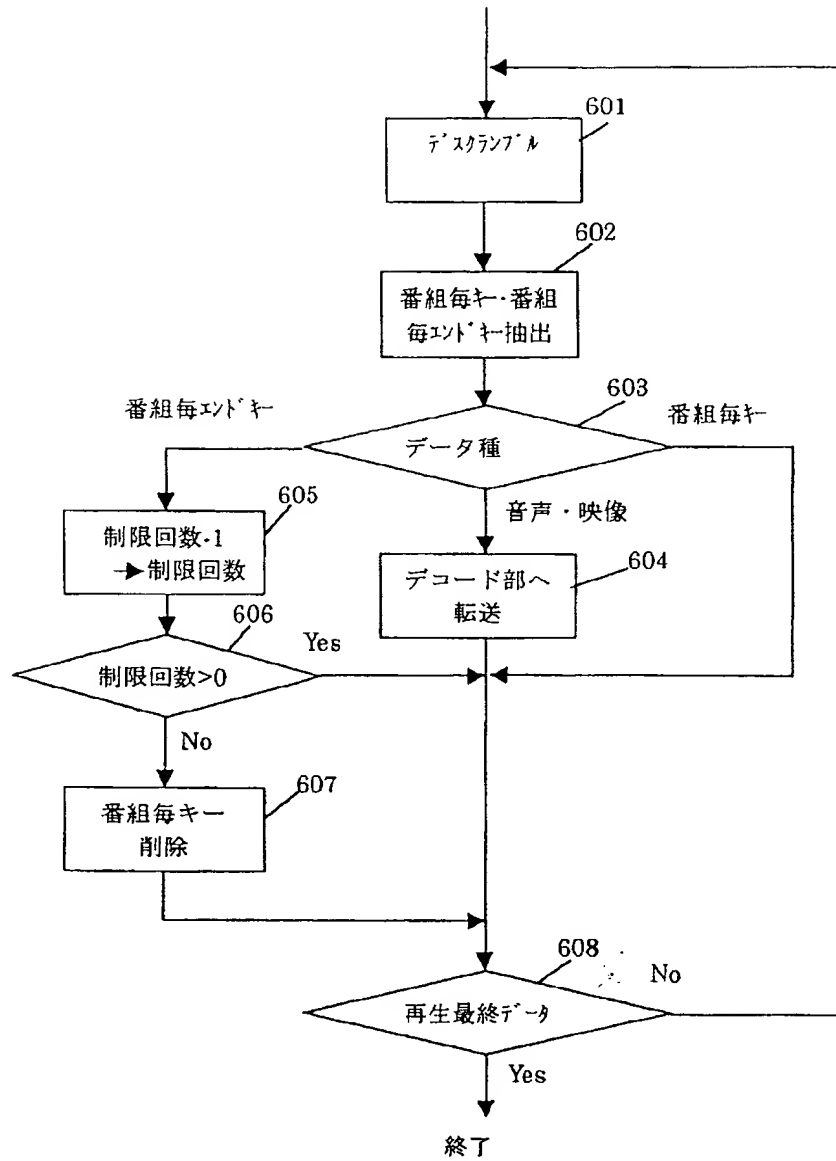 601
デスクランブル
602
番組毎キー・番組
毎エンドキー抽出
603
番組毎エンドキー
番組毎キー
データ種
605
音声・映像
制限回数-1
→制限回数
604
デコード部へ
転送
606
Yes
制限回数>0
No
607
番組毎キー
削除
608
No
再生最終データ
Yes
終了